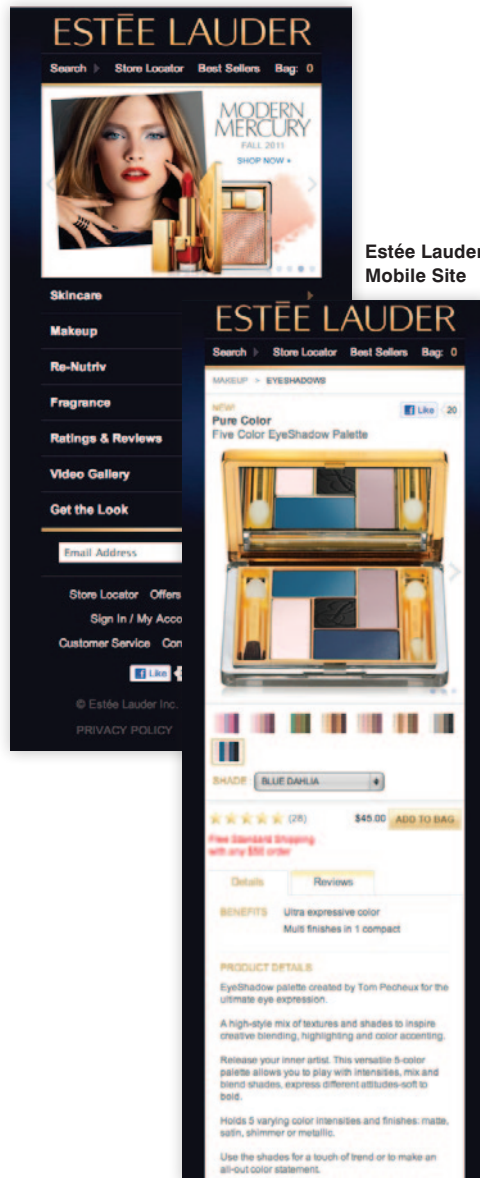 ESTĒE LAUDER
Search Store Locator Best Sellers Bag: 0
MODERN
MERCURY
FALL 2011
SHOP NOW
Estée Lauder
Mobile Site
Skincare
Makeup
Re-Nutriv
Fragrance
Ratings & Reviews
Video Gallery
Get the Look
Email Address
Store Locator Offers
Sign In / My Acco
Customer Service Con
Like
© Estée Lauder Inc.
PRIVACY POLICY
ESTĒE LAUDER
Search Store Locator Best Sellers Bag: 0
MAKEUP > EYESHADOWS
NEW!
Pure Color
Five Color EyeShadow Palette
Like 20
SHADE: BLUE DAHLIA
(28) $45.00 ADD TO BAG
Free Standard Shipping
with any $50 order
Details Reviews
BENEFITS Ultra expressive color
Multi finishes in 1 compact
PRODUCT DETAILS
EyeShadow palette created by Tom Pecheux for the
ultimate eye expression.
A high-style mix of textures and shades to inspire
creative blending, highlighting and color accenting.
Release your inner artist. This versatile 5-color
palette allows you to play with intensities, mix and
blend shades, express different attitudes-soft to
bold.
Holds 5 varying color intensities and finishes: matte,
satin, shimmer or metallic.
Use the shades for a touch of trend or to make an
all-out color statement.